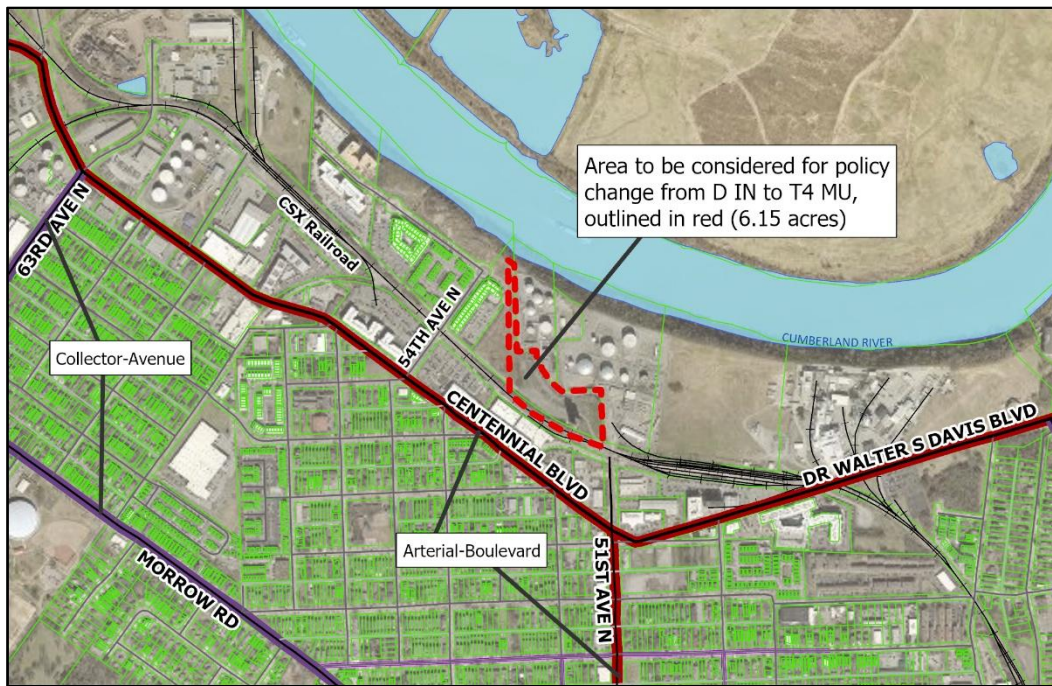 Area to be considered for policy
change from D IN to T4 MU,
outlined in red (6.15 acres)
63RD AVE N
CSX Railroad
54TH AVE N
CUMBERLAND RIVER
Collector-Avenue
CENTENNIAL BLVD
DR WALTER S DAVIS BLVD
Arterial-Boulevard
51ST AVE N
MORROW RD